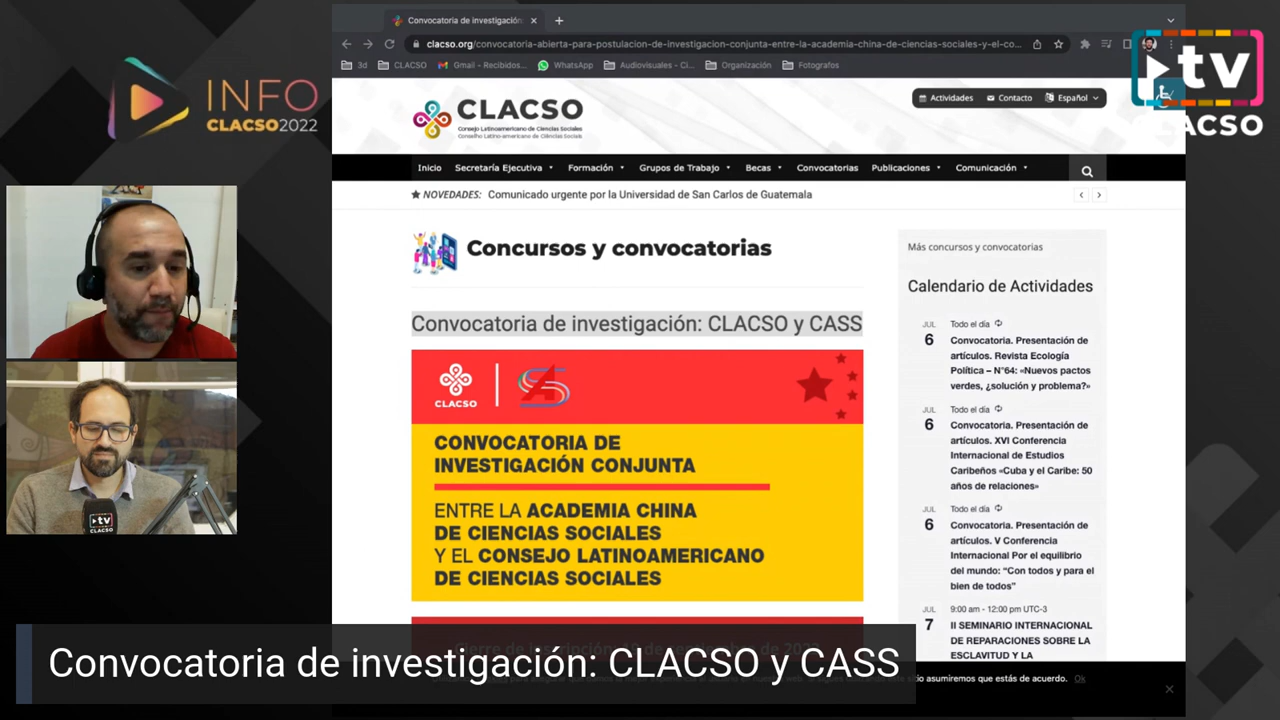 Convocatoria de investigación:
clacso.org/convocatoria-abierta-para-postulacion-de-investigacion-conjunta-entre-la-academia-china-de-ciencias-sociales-y-el-co...
3d CLACSO Gmail - Recibidos... WhatsApp Audiovisuales - Ci... Organización Fotografos
INFO
CLACSO2022
tv
CLACSO
CLACSO
Consejo Latinoamericano de Ciencias Sociales
Conselho Latino-americano de Ciências Sociais
Actividades Contacto Español
Inicio Secretaría Ejecutiva Formación Grupos de Trabajo Becas Convocatorias Publicaciones Comunicación
NOVEDADES: Comunicado urgente por la Universidad de San Carlos de Guatemala
Concursos y convocatorias
Convocatoria de investigación: CLACSO y CASS
CLACSO
CONVOCATORIA DE
INVESTIGACIÓN CONJUNTA
ENTRE LA ACADEMIA CHINA
DE CIENCIAS SOCIALES
Y EL CONSEJO LATINOAMERICANO
DE CIENCIAS SOCIALES
Más concursos y convocatorias
Calendario de Actividades
JUL
6
Todo el día
Convocatoria. Presentación de
artículos. Revista Ecología
Política – N°64: «Nuevos pactos
verdes, ¿solución y problema?»
JUL
6
Todo el día
Convocatoria. Presentación de
artículos. XVI Conferencia
Internacional de Estudios
Caribeños «Cuba y el Caribe: 50
años de relaciones»
JUL
6
Todo el día
Convocatoria. Presentación de
artículos. V Conferencia
Internacional Por el equilibrio
del mundo: “Con todos y para el
bien de todos”
JUL
7
9:00 am - 12:00 pm UTC-3
II SEMINARIO INTERNACIONAL
DE REPARACIONES SOBRE LA
ESCLAVITUD Y LA
asumiremos que estás de acuerdo. Ok
tv
CLACSO
Convocatoria de investigación: CLACSO y CASS